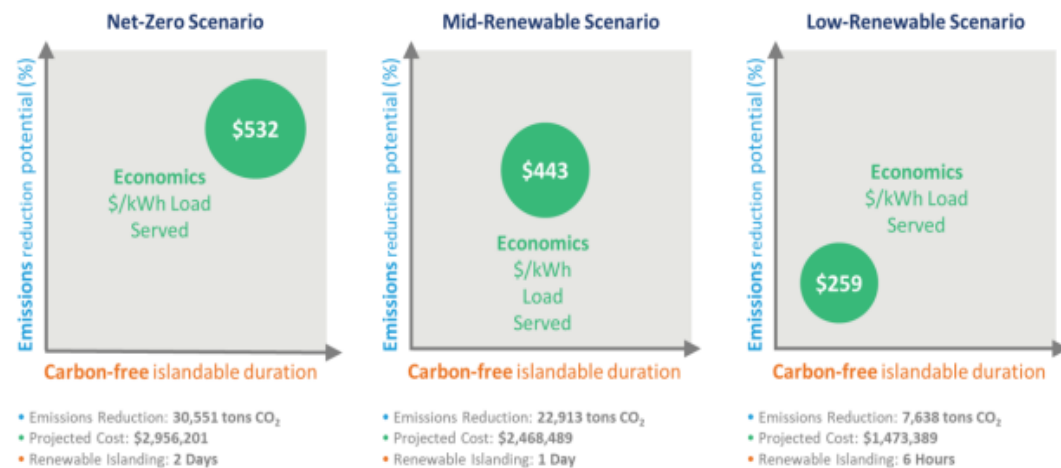 Net-Zero Scenario
Emissions reduction potential (%)
$532
Economics
$/kWh Load
Served
Carbon-free islandable duration
• Emissions Reduction: 30,551 tons CO₂
• Projected Cost: $2,956,201
• Renewable Islanding: 2 Days
Mid-Renewable Scenario
Emissions reduction potential (%)
$443
Economics
$/kWh
Load
Served
Carbon-free islandable duration
• Emissions Reduction: 22,913 tons CO₂
• Projected Cost: $2,468,489
• Renewable Islanding: 1 Day
Low-Renewable Scenario
Emissions reduction potential (%)
Economics
$/kWh Load
Served
$259
Carbon-free islandable duration
• Emissions Reduction: 7,638 tons CO₂
• Projected Cost: $1,473,389
• Renewable Islanding: 6 Hours